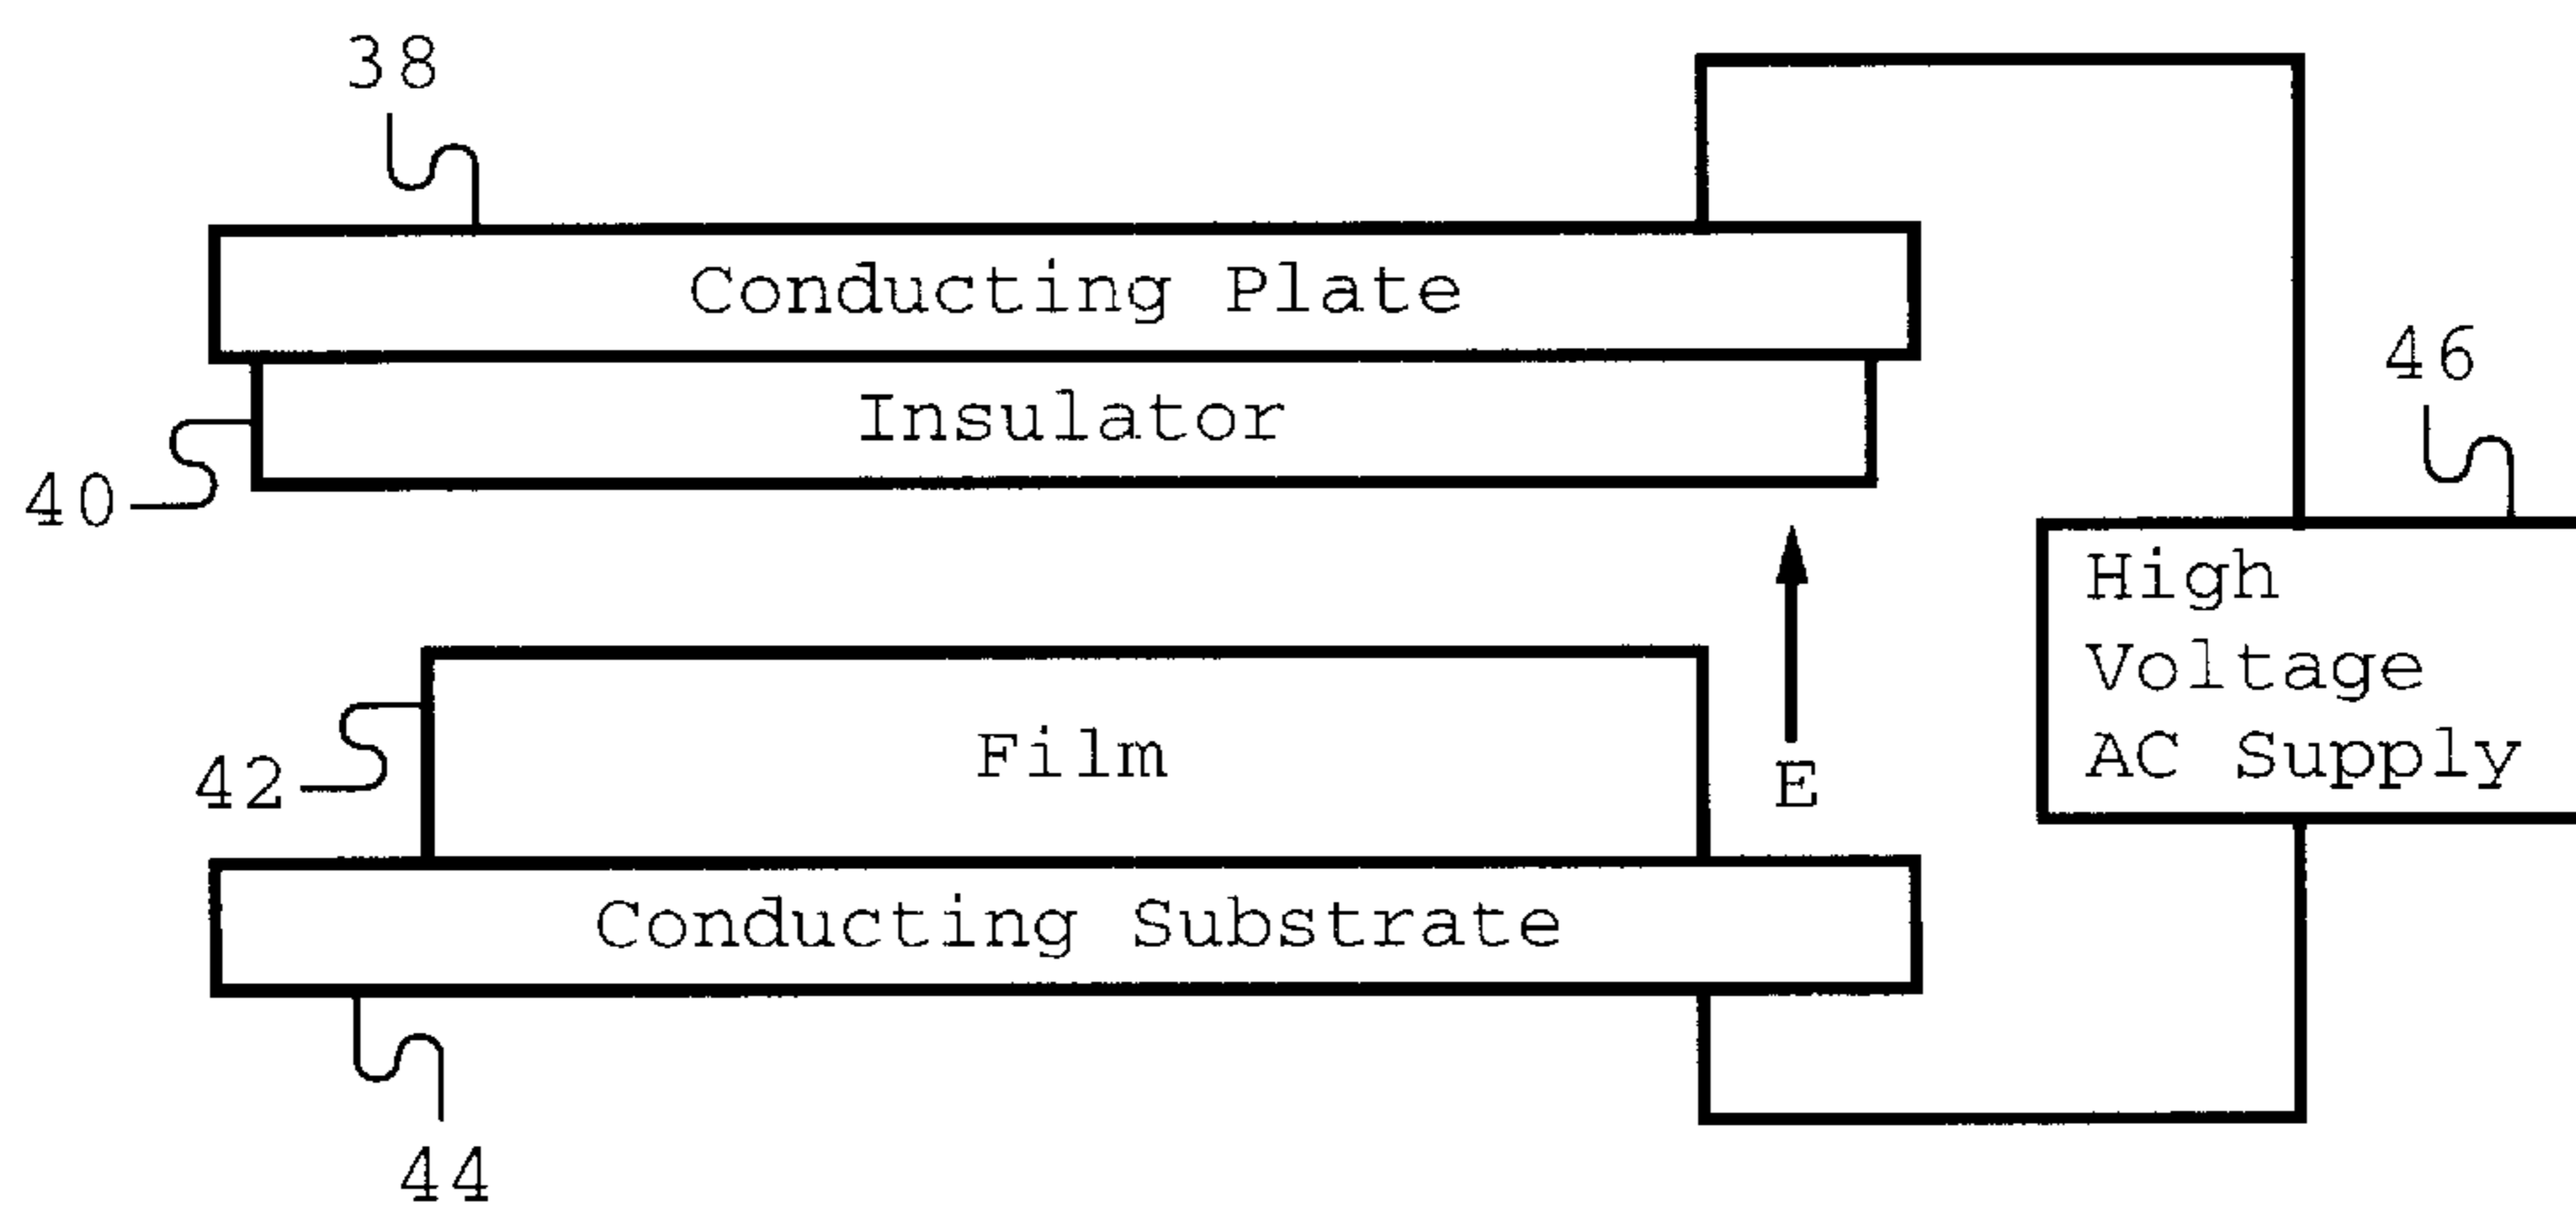 38
Conducting Plate
46
Insulator
40
High
Voltage
AC Supply
Film
42
E
Conducting Substrate
44